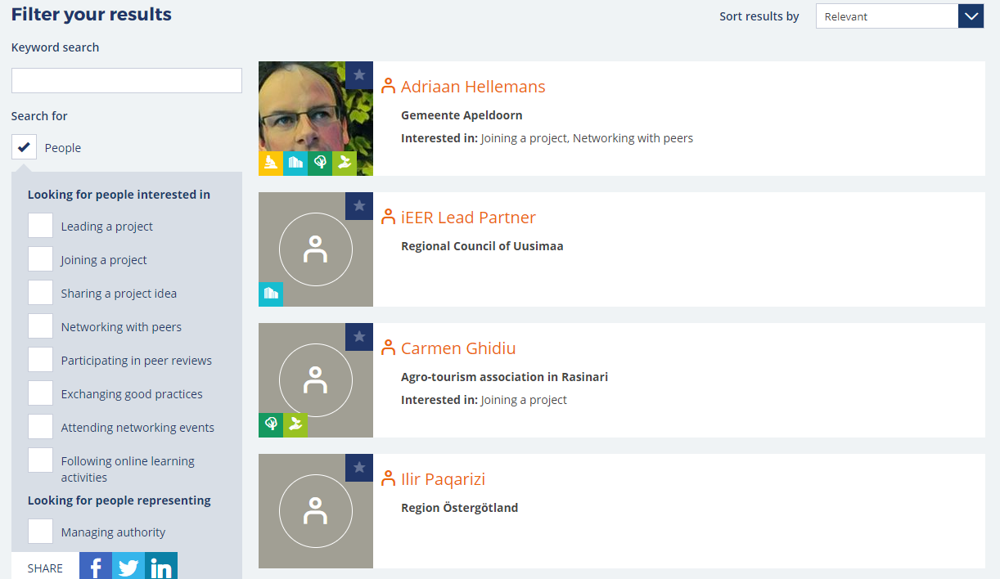 Filter your results
Sort results by
Relevant
Keyword search
Search for
People
Looking for people interested in
Leading a project
Joining a project
Sharing a project idea
Networking with peers
Participating in peer reviews
Exchanging good practices
Attending networking events
Following online learning
activities
Looking for people representing
Managing authority
SHARE
Adriaan Hellemans
Gemeente Apeldoorn
Interested in: Joining a project, Networking with peers
iEER Lead Partner
Regional Council of Uusimaa
Carmen Ghidiu
Agro-tourism association in Rasinari
Interested in: Joining a project
Ilir Paqarizi
Region Östergötland